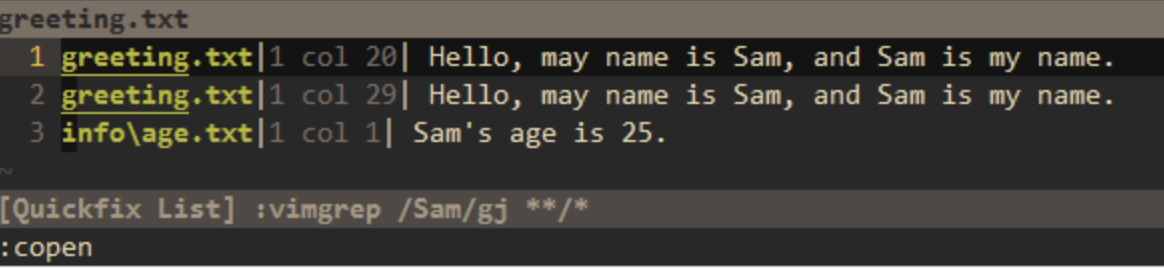 greeting.txt
1 greeting.txt|1 col 20| Hello, may name is Sam, and Sam is my name.
2 greeting.txt|1 col 29| Hello, may name is Sam, and Sam is my name.
3 info\age.txt|1 col 1| Sam's age is 25.
~
[Quickfix List] :vimgrep /Sam/gj **/*
:copen